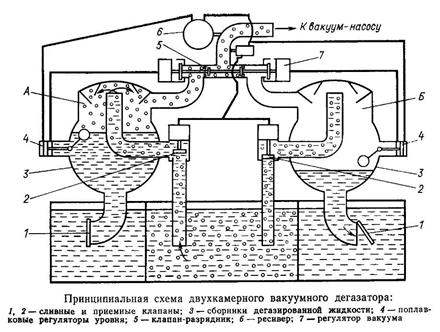 К вакуум-насосу
6
5
7
А
Б
4
4
3
3
2
2
1
1
Принципиальная схема двухкамерного вакуумного дегазатора:
1, 2 – сливные и приемные клапаны; 3 – сборники дегазированной жидкости; 4 – поплав-
ковые регуляторы уровня; 5 – клапан-разрядник; 6 – ресивер; 7 – регулятор вакуума